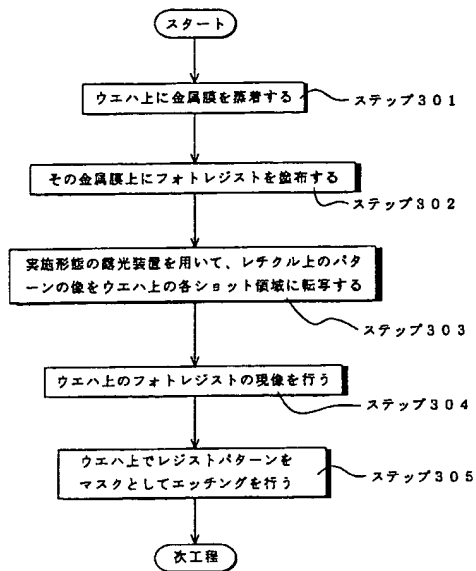 スタート
ウエハ上に金属膜を蒸着する
ステップ301
その金属膜上にフォトレジストを塗布する
ステップ302
実施形態の露光装置を用いて、レチクル上のパタ
ーンの像をウエハ上の各ショット領域に転写する
ステップ303
ウエハ上のフォトレジストの現像を行う
ステップ304
ウエハ上でレジストパターンを
マスクとしてエッチングを行う
ステップ305
次工程